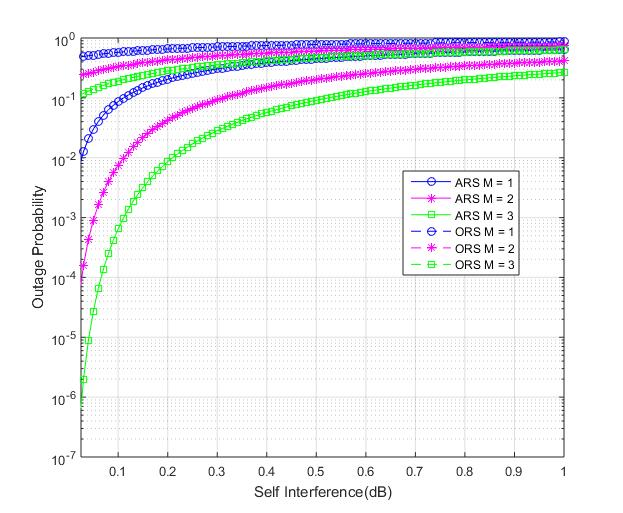 10^0
10^-1
10^-2
10^-3
10^-4
10^-5
10^-6
10^-7
Outage Probability
ARS M = 1
ARS M = 2
ARS M = 3
ORS M = 1
ORS M = 2
ORS M = 3
0.1 0.2 0.3 0.4 0.5 0.6 0.7 0.8 0.9 1
Self Interference(dB)